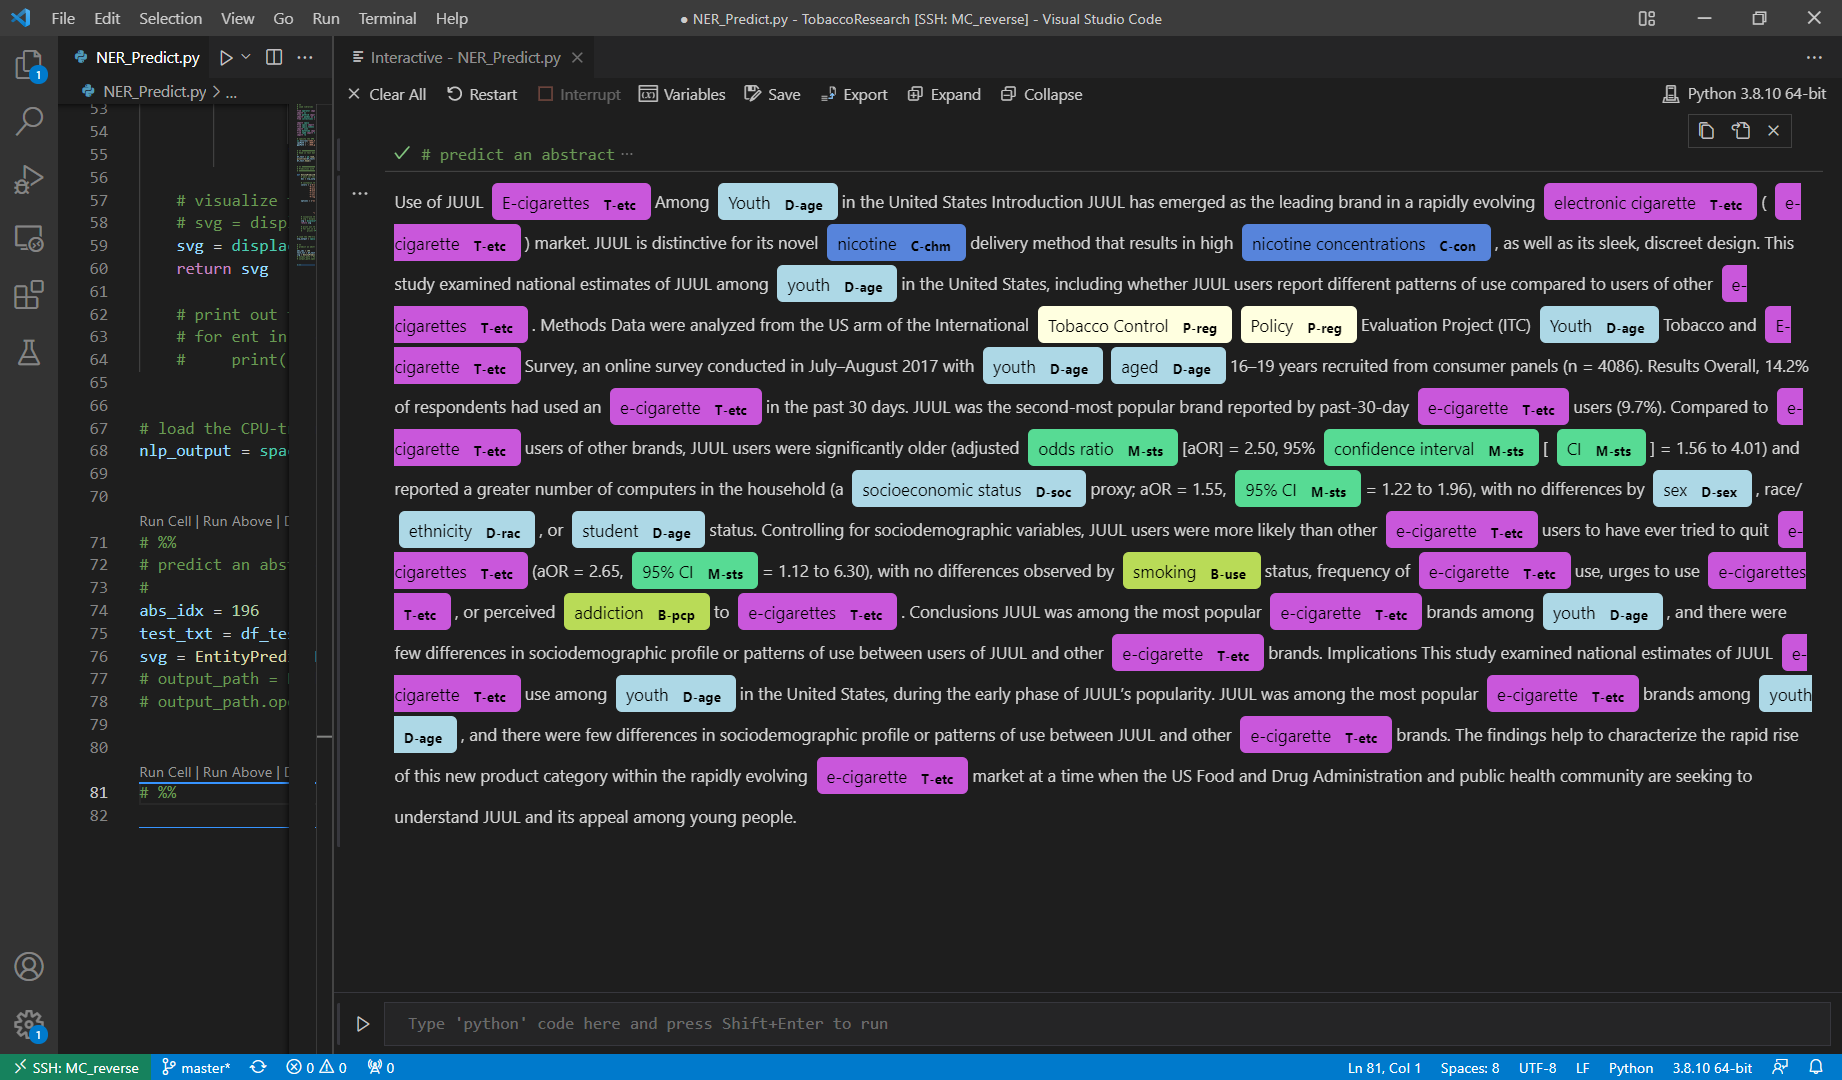 File Edit Selection View Go Run Terminal Help
● NER_Predict.py - TobaccoResearch [SSH: MC_reverse] - Visual Studio Code
NER_Predict.py
Interactive - NER_Predict.py
NER_Predict.py > ...
Clear All Restart Interrupt Variables Save Export Expand Collapse
Python 3.8.10 64-bit
53
54
55
56
57 # visualize
58 # svg = disp
59 svg = displa
60 return svg
61
62 # print out
63 # for ent in
64 # print(
65
66
67 # load the CPU-t
68 nlp_output = spa
69
70
Run Cell | Run Above |
71 # %%
72 # predict an abs
73 #
74 abs_idx = 196
75 test_txt = df_te
76 svg = EntityPred
77 # output_path =
78 # output_path.op
79
80
Run Cell | Run Above |
81 # %%
82
# predict an abstract ...
Use of JUUL E-cigarettes T-etc Among Youth D-age in the United States Introduction JUUL has emerged as the leading brand in a rapidly evolving electronic cigarette T-etc ( e-
cigarette T-etc ) market. JUUL is distinctive for its novel nicotine C-chm delivery method that results in high nicotine concentrations C-con , as well as its sleek, discreet design. This
study examined national estimates of JUUL among youth D-age in the United States, including whether JUUL users report different patterns of use compared to users of other e-
cigarettes T-etc . Methods Data were analyzed from the US arm of the International Tobacco Control P-reg Policy P-reg Evaluation Project (ITC) Youth D-age Tobacco and E-
cigarette T-etc Survey, an online survey conducted in July–August 2017 with youth D-age aged D-age 16–19 years recruited from consumer panels (n = 4086). Results Overall, 14.2%
of respondents had used an e-cigarette T-etc in the past 30 days. JUUL was the second-most popular brand reported by past-30-day e-cigarette T-etc users (9.7%). Compared to e-
cigarette T-etc users of other brands, JUUL users were significantly older (adjusted odds ratio M-sts [aOR] = 2.50, 95% confidence interval M-sts [ CI M-sts ] = 1.56 to 4.01) and
reported a greater number of computers in the household (a socioeconomic status D-soc proxy; aOR = 1.55, 95% CI M-sts = 1.22 to 1.96), with no differences by sex D-sex , race/
ethnicity D-rac , or student D-age status. Controlling for sociodemographic variables, JUUL users were more likely than other e-cigarette T-etc users to have ever tried to quit e-
cigarettes T-etc (aOR = 2.65, 95% CI M-sts = 1.12 to 6.30), with no differences observed by smoking B-use status, frequency of e-cigarette T-etc use, urges to use e-cigarettes
T-etc , or perceived addiction B-pcp to e-cigarettes T-etc . Conclusions JUUL was among the most popular e-cigarette T-etc brands among youth D-age , and there were
few differences in sociodemographic profile or patterns of use between users of JUUL and other e-cigarette T-etc brands. Implications This study examined national estimates of JUUL e-
cigarette T-etc use among youth D-age in the United States, during the early phase of JUUL’s popularity. JUUL was among the most popular e-cigarette T-etc brands among youth
D-age , and there were few differences in sociodemographic profile or patterns of use between JUUL and other e-cigarette T-etc brands. The findings help to characterize the rapid rise
of this new product category within the rapidly evolving e-cigarette T-etc market at a time when the US Food and Drug Administration and public health community are seeking to
understand JUUL and its appeal among young people.
Type 'python' code here and press Shift+Enter to run
1
1
SSH: MC_reverse master* 0 0 0
Ln 81, Col 1 Spaces: 8 UTF-8 LF Python 3.8.10 64-bit